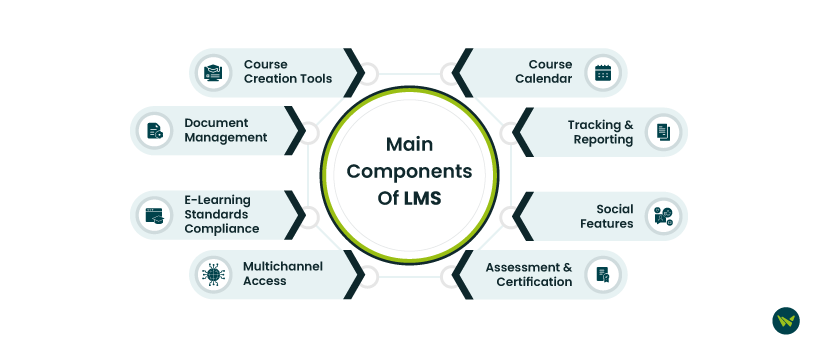 Course
Creation Tools
Document
Management
E-Learning
Standards
Compliance
Multichannel
Access
Main
Components
Of LMS
Course
Calendar
Tracking &
Reporting
Social
Features
Assessment &
Certification